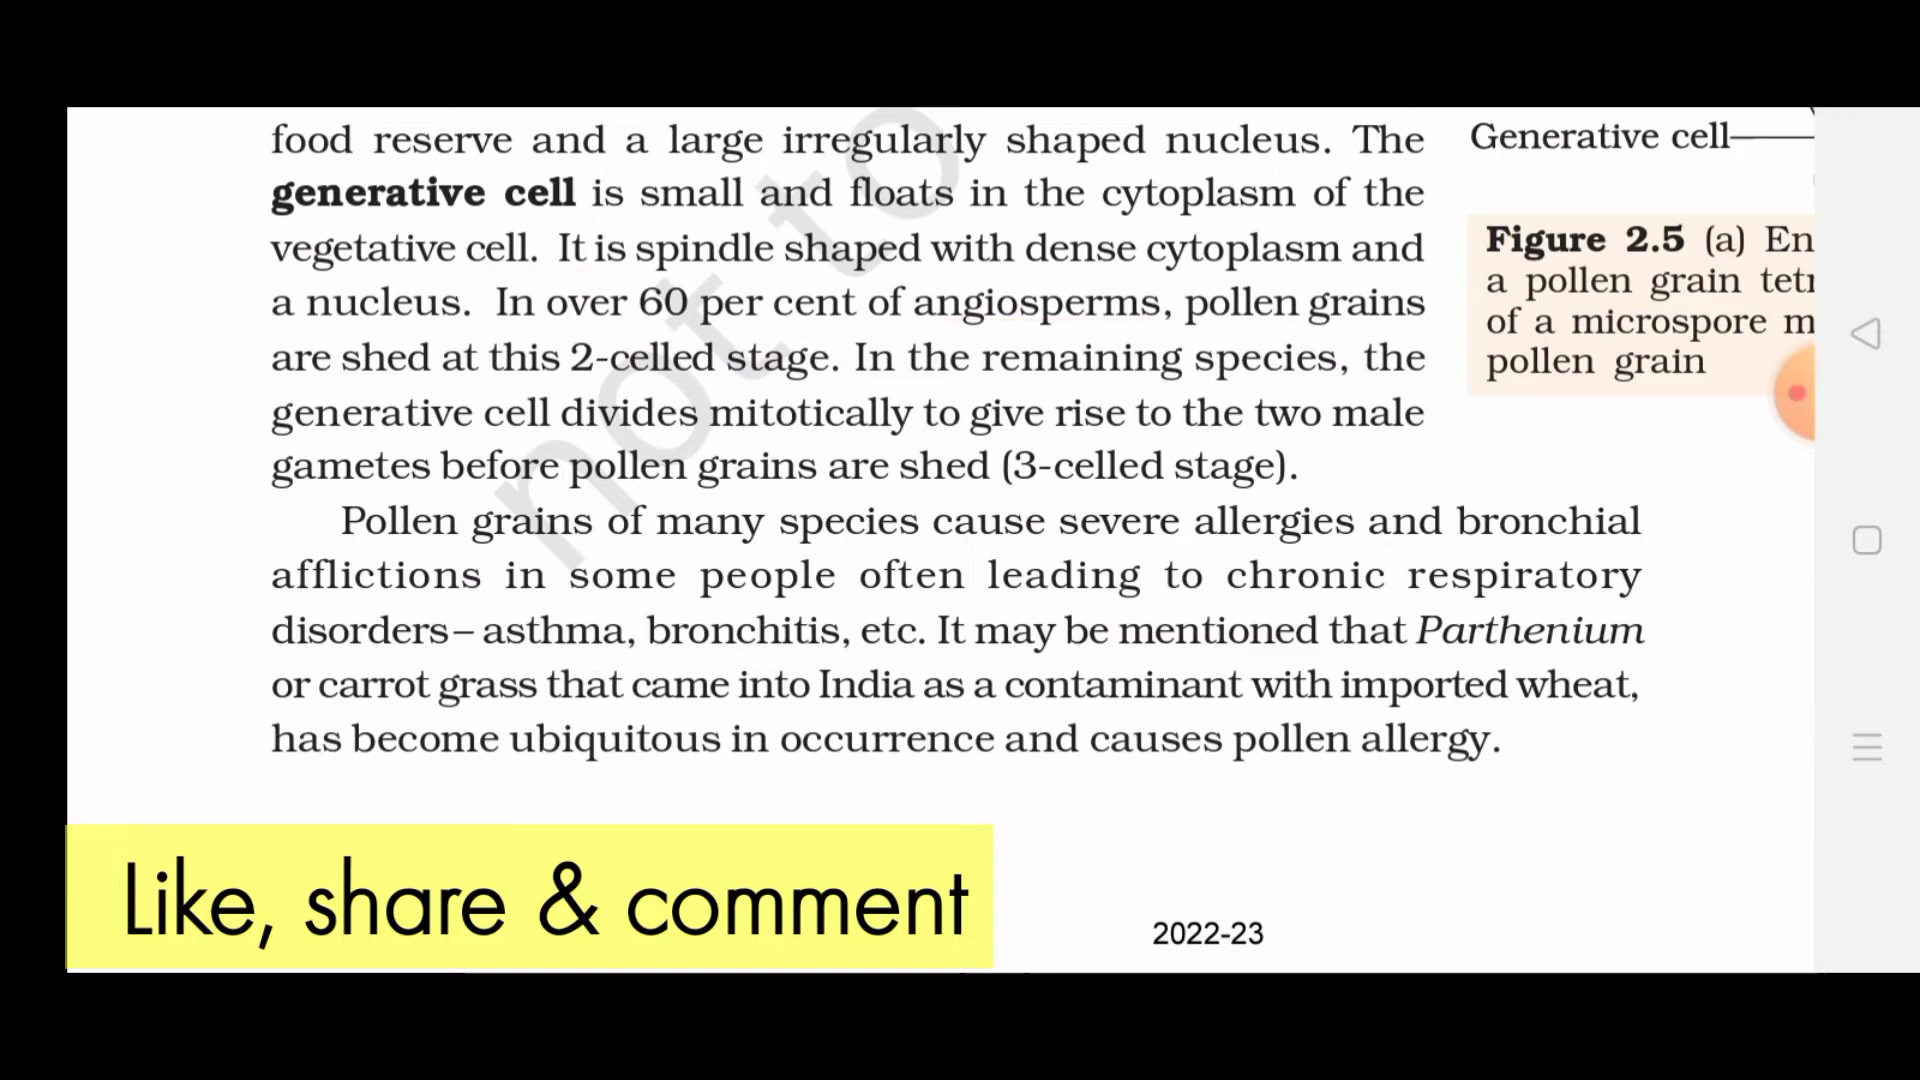 food reserve and a large irregularly shaped nucleus. The
generative cell is small and floats in the cytoplasm of the
vegetative cell. It is spindle shaped with dense cytoplasm and
a nucleus. In over 60 per cent of angiosperms, pollen grains
are shed at this 2-celled stage. In the remaining species, the
generative cell divides mitotically to give rise to the two male
gametes before pollen grains are shed (3-celled stage).
Pollen grains of many species cause severe allergies and bronchial
afflictions in some people often leading to chronic respiratory
disorders– asthma, bronchitis, etc. It may be mentioned that Parthenium
or carrot grass that came into India as a contaminant with imported wheat,
has become ubiquitous in occurrence and causes pollen allergy.
Generative cell
Figure 2.5 (a) En
a pollen grain tet
of a microspore m
pollen grain
not to
Like, share & comment
2022-23